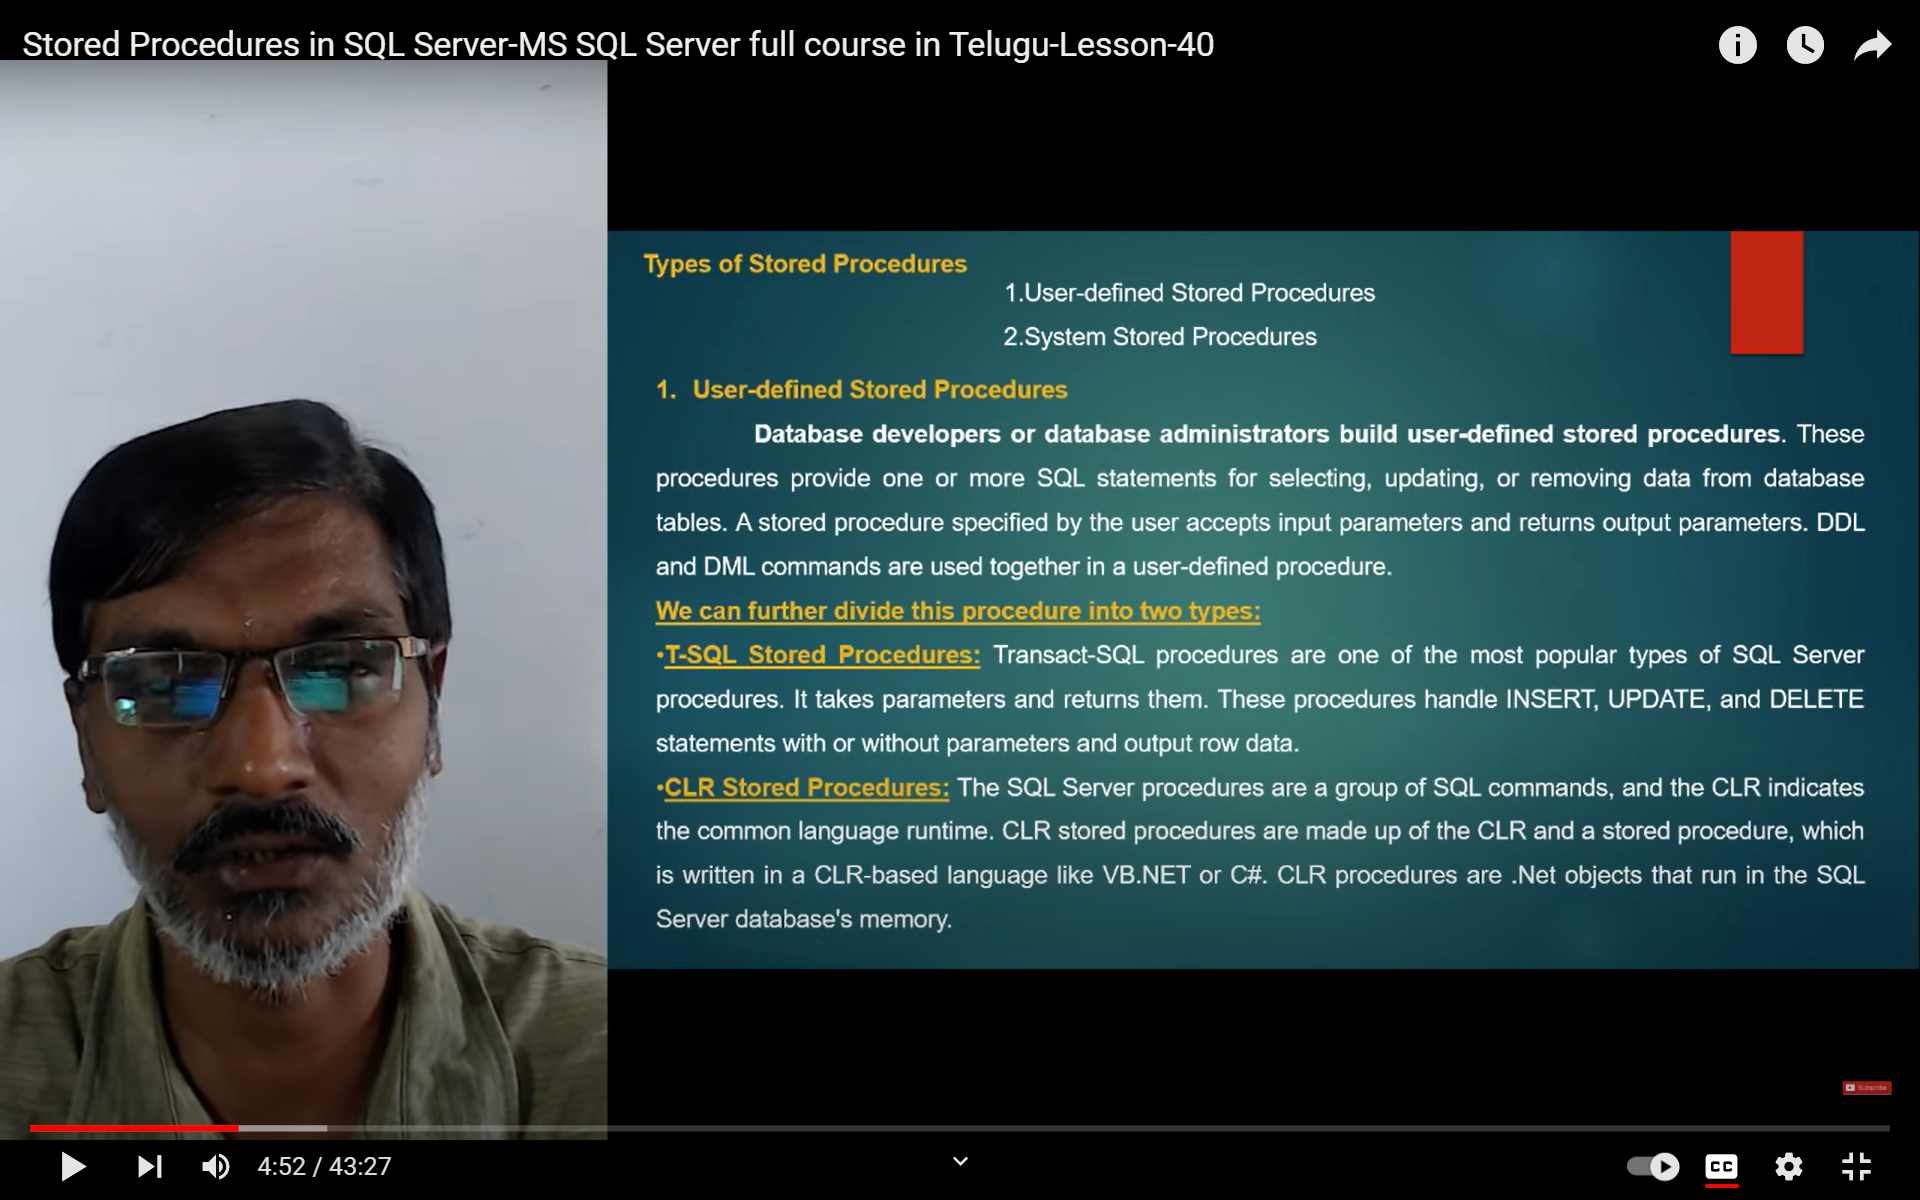 Stored Procedures in SQL Server-MS SQL Server full course in Telugu-Lesson-40
Types of Stored Procedures
1.User-defined Stored Procedures
2.System Stored Procedures
1. User-defined Stored Procedures
Database developers or database administrators build user-defined stored procedures. These
procedures provide one or more SQL statements for selecting, updating, or removing data from database
tables. A stored procedure specified by the user accepts input parameters and returns output parameters. DDL
and DML commands are used together in a user-defined procedure.
We can further divide this procedure into two types:
•T-SQL Stored Procedures: Transact-SQL procedures are one of the most popular types of SQL Server
procedures. It takes parameters and returns them. These procedures handle INSERT, UPDATE, and DELETE
statements with or without parameters and output row data.
•CLR Stored Procedures: The SQL Server procedures are a group of SQL commands, and the CLR indicates
the common language runtime. CLR stored procedures are made up of the CLR and a stored procedure, which
is written in a CLR-based language like VB.NET or C#. CLR procedures are .Net objects that run in the SQL
Server database's memory.
Subscribe
4:52 / 43:27
CC